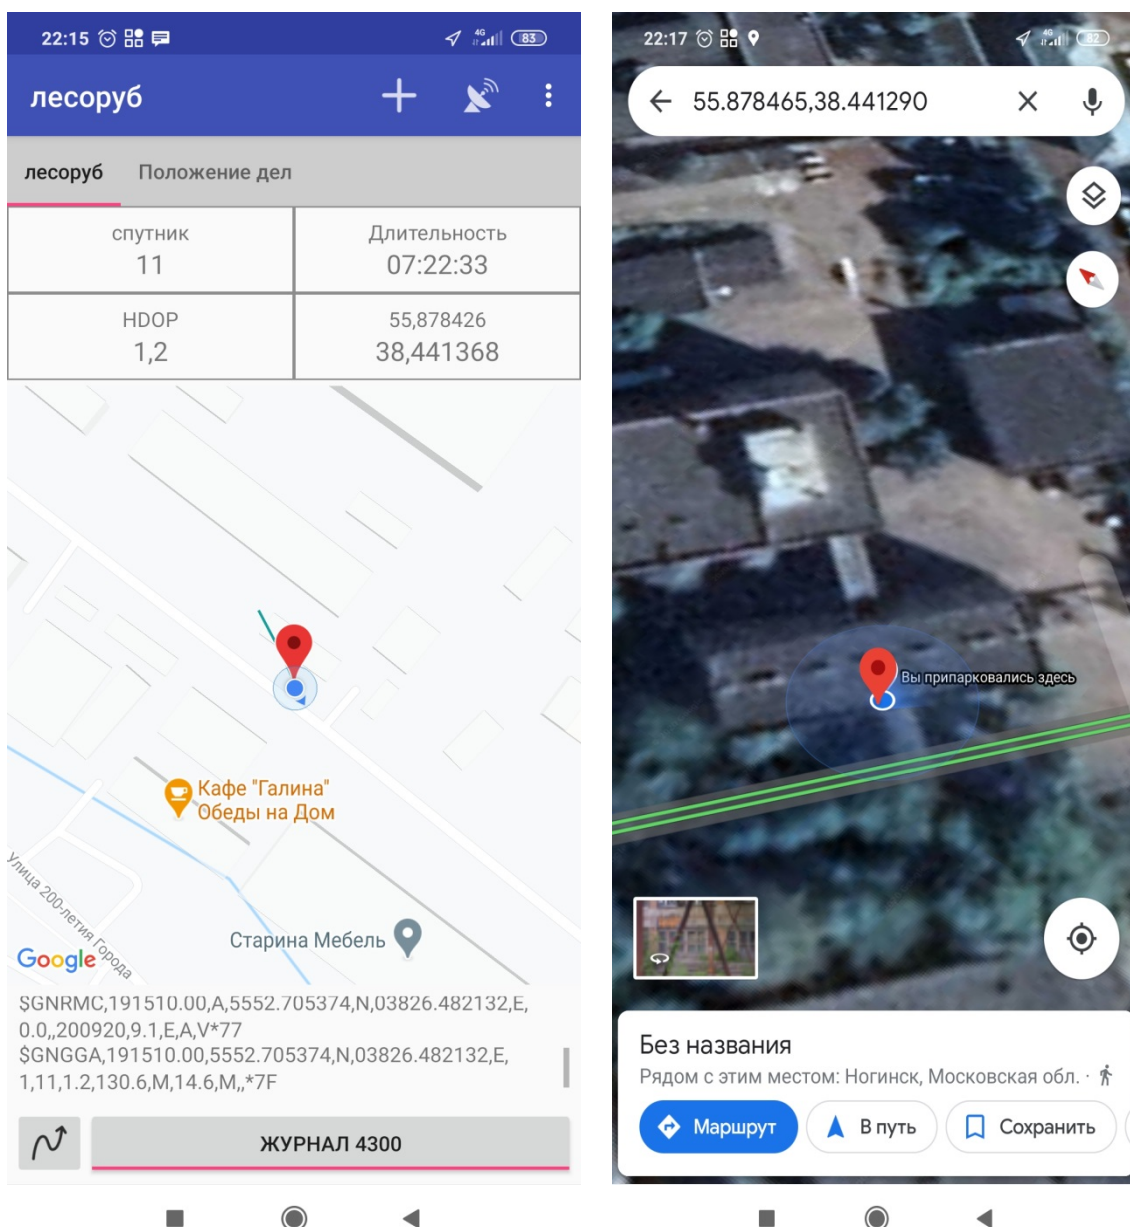 22:15
4G
83
лесоруб
лесоруб
Положение дел
спутник
11
Длительность
07:22:33
HDOP
1,2
55,878426
38,441368
Кафе "Галина"
Обеды на Дом
Улица 200-летия Города
Старина Мебель
Google
$GNRMC,191510.00,A,5552.705374,N,03826.482132,E,
0.0,,200920,9.1,E,A,V*77
$GNGGA,191510.00,5552.705374,N,03826.482132,E,
1,11,1.2,130.6,M,14.6,M,,*7F
ЖУРНАЛ 4300
22:17
4G
82
55.878465,38.441290
Вы припарковались здесь
Без названия
Рядом с этим местом: Ногинск, Московская обл. ·
Маршрут
В путь
Сохранить